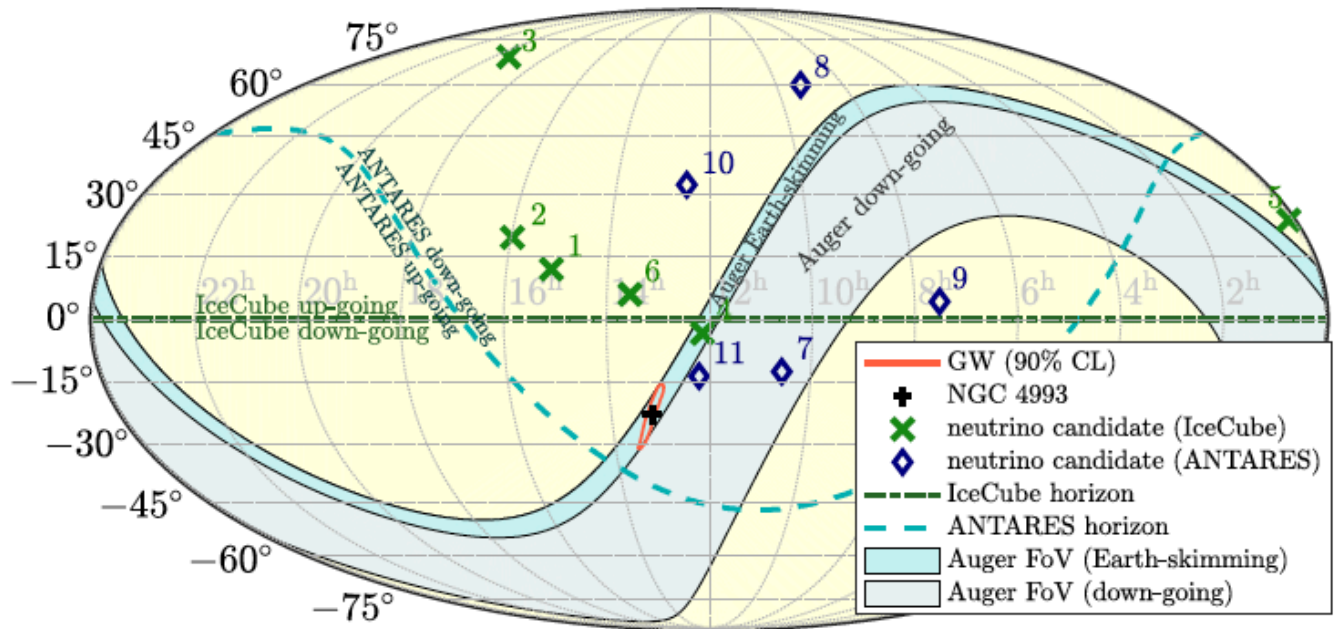 75°
60°
45°
30°
15°
0°
−15°
−30°
−45°
−60°
−75°
3
8
10
2
1
6
5
9
11
7
22h
20h
16h
14h
12h
10h
8h
6h
4h
2h
ANTARES down-going
ANTARES up-going
Auger Earth-skimming
Auger down-going
IceCube up-going
IceCube down-going
GW (90% CL)
NGC 4993
neutrino candidate (IceCube)
neutrino candidate (ANTARES)
IceCube horizon
ANTARES horizon
Auger FoV (Earth-skimming)
Auger FoV (down-going)